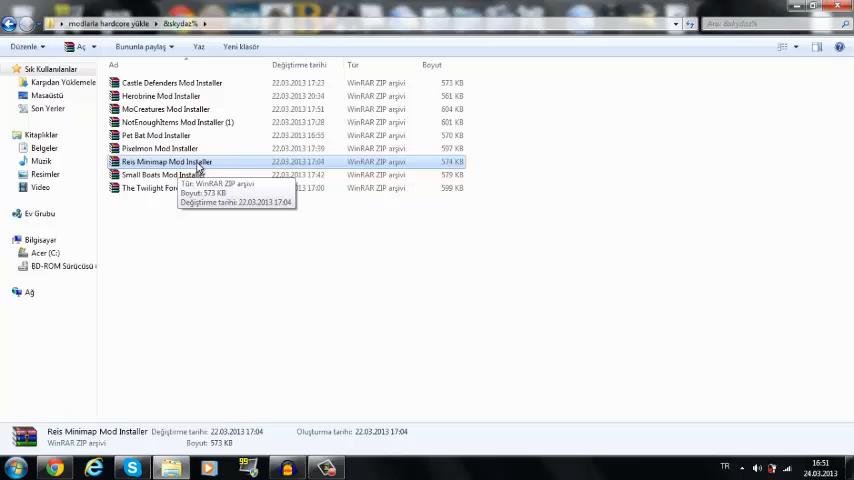 modlarla hardcore yükle
&skydaz%
Ara: &skydaz%
Düzenle
Aç
Bununla paylaş
Yaz
Yeni klasör
Sık Kullanılanlar
Karşıdan Yüklemele
Masaüstü
Son Yerler
Kitaplıklar
Belgeler
Muzik
Resimler
Video
Ev Grubu
Bilgisayar
Acer (C:)
BD-ROM Sürücüsü
Ağ
Ad Değiştirme tarihi Tür Boyut
Castle Defenders Mod Installer 22.03.2013 17:23 WinRAR ZIP arşivi 573 KB
Herobrine Mod Installer 22.03.2013 20:34 WinRAR ZIP arşivi 561 KB
MoCreatures Mod Installer 22.03.2013 17:51 WinRAR ZIP arşivi 604 KB
NotEnoughItems Mod Installer (1) 22.03.2013 17:28 WinRAR ZIP arşivi 601 KB
Pet Bat Mod Installer 22.03.2013 16:55 WinRAR ZIP arşivi 570 KB
Pixelmon Mod Installer 22.03.2013 17:39 WinRAR ZIP arşivi 597 KB
Reis Minimap Mod Installer 22.03.2013 17:04 WinRAR ZIP arşivi 574 KB
Small Boats Mod Installer 22.03.2013 17:42 WinRAR ZIP arşivi 579 KB
The Twilight For 22.03.2013 17:00 WinRAR ZIP arşivi 599 KB
Tür: WinRAR ZIP arşivi
Boyut: 573 KB
Değiştirme tarihi: 22.03.2013 17:04
Reis Minimap Mod Installer Değiştirme tarihi: 22.03.2013 17:04 Oluşturma tarihi: 22.03.2013 17:04
WinRAR ZIP arşivi Boyut: 573 KB
99
TR
16:51
24.03.2013